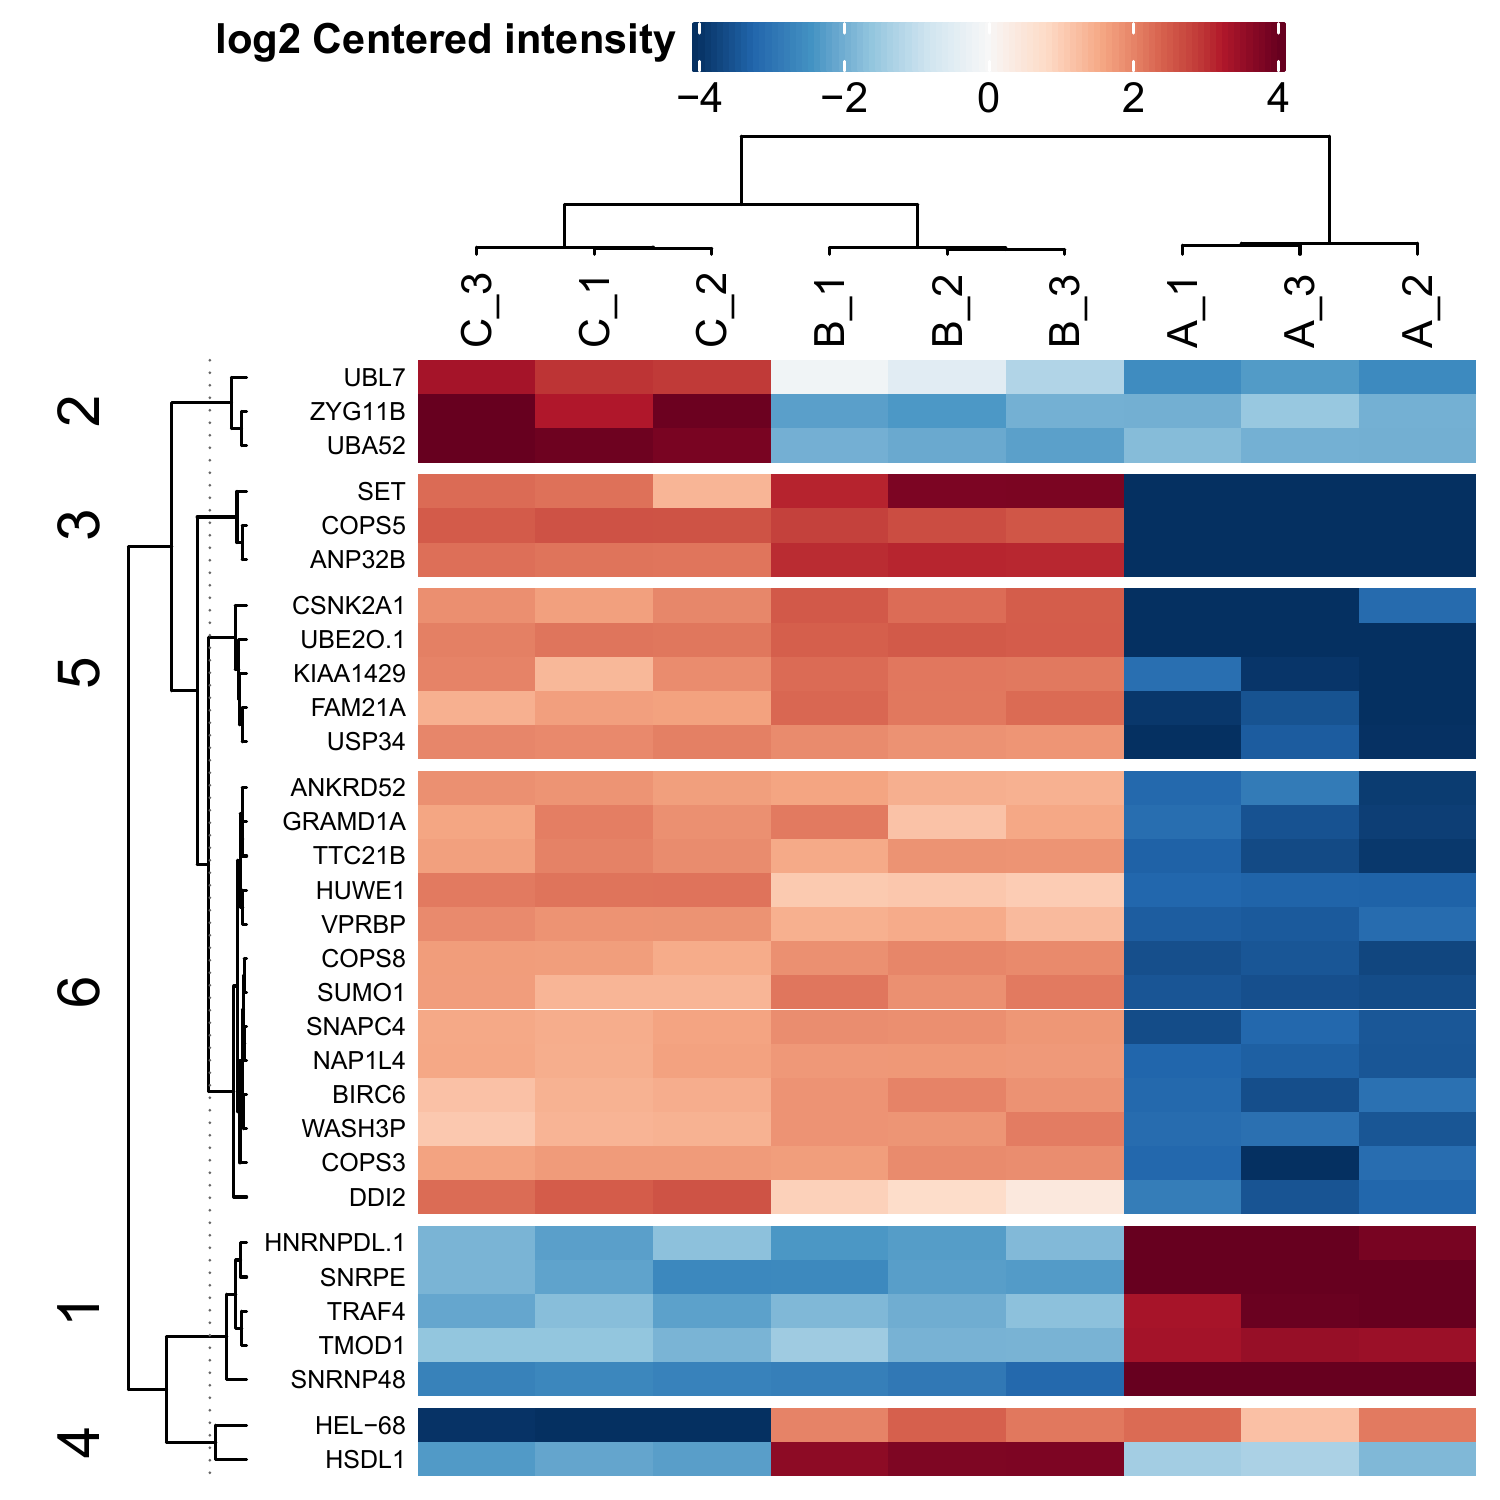 log2 Centered intensity
−4 −2 0 2 4
C_3 C_1 C_2 B_1 B_2 B_3 A_1 A_3 A_2
2
UBL7
ZYG11B
UBA52
3
SET
COPS5
ANP32B
5
CSNK2A1
UBE2O.1
KIAA1429
FAM21A
USP34
6
ANKRD52
GRAMD1A
TTC21B
HUWE1
VPRBP
COPS8
SUMO1
SNAPC4
NAP1L4
BIRC6
WASH3P
COPS3
DDI2
1
HNRNPDL.1
SNRPE
TRAF4
TMOD1
SNRNP48
4
HEL−68
HSDL1